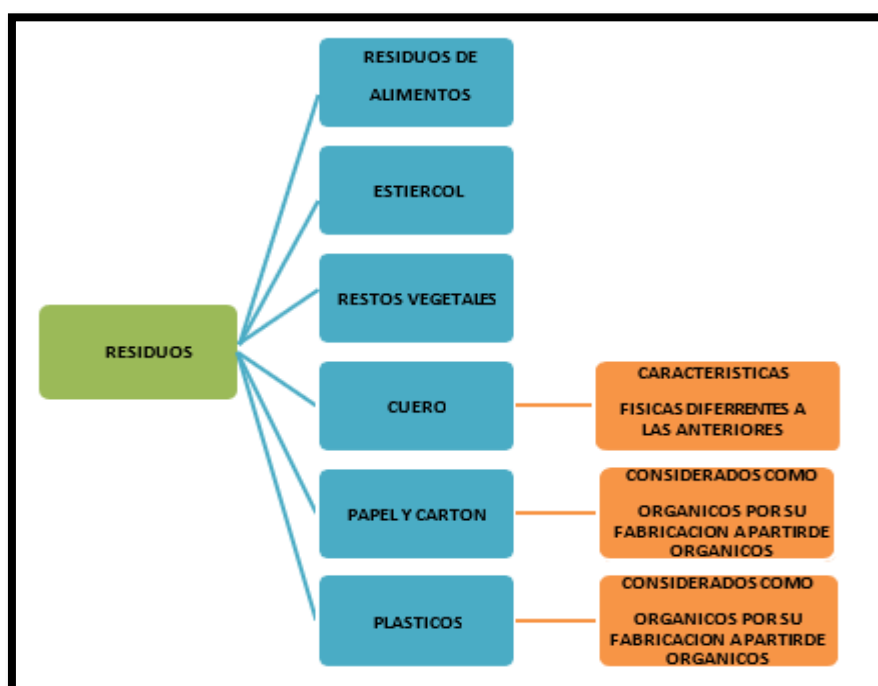 RESIDUOS DE
ALIMENTOS
ESTIERCOL
RESTOS VEGETALES
RESIDUOS
CUERO
CARACTERISTICAS
FISICAS DIFERRENTES A
LAS ANTERIORES
PAPEL Y CARTON
CONSIDERADOS COMO
ORGANICOS POR SU
FABRICACION A PARTIRDE
ORGANICOS
PLASTICOS
CONSIDERADOS COMO
ORGANICOS POR SU
FABRICACION A PARTIRDE
ORGANICOS